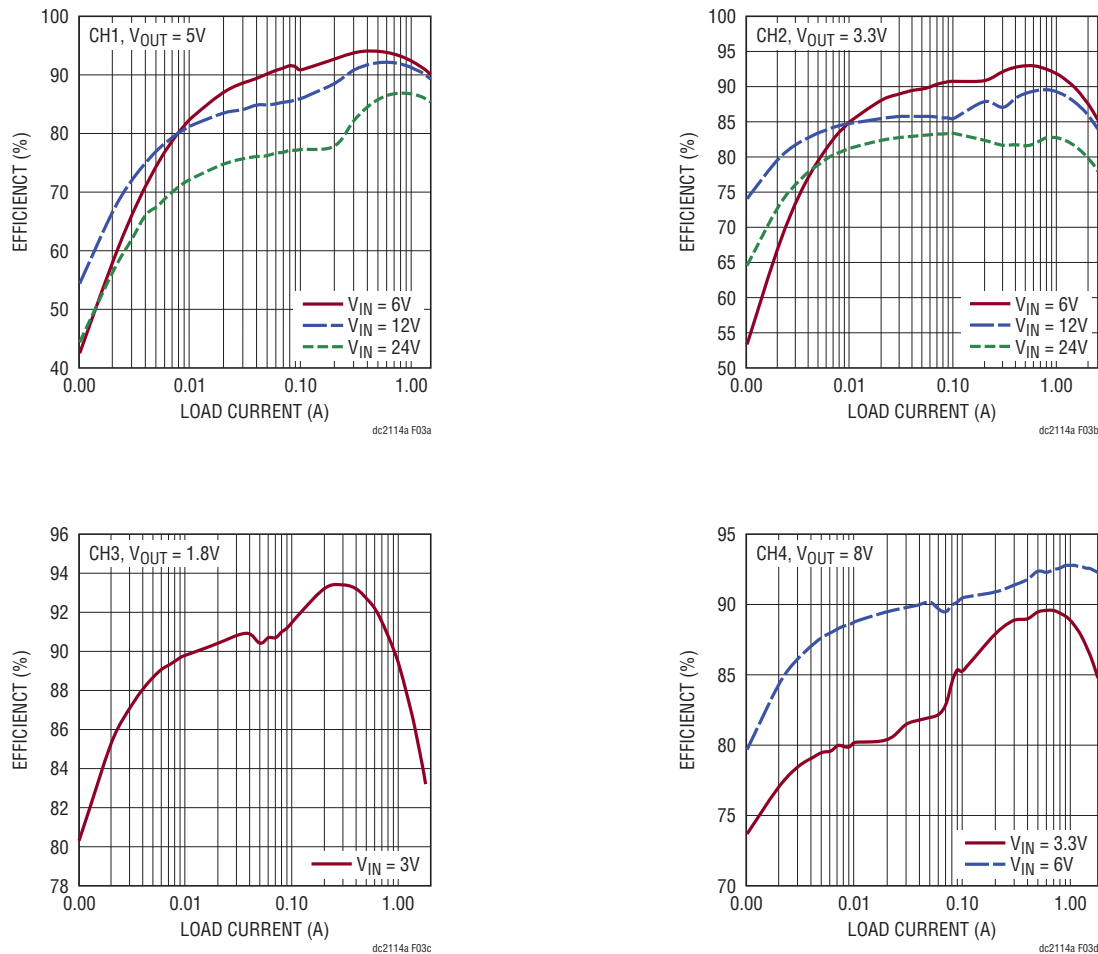 CH1, VOUT = 5V
100
90
80
70
60
50
40
EFFICIENCT (%)
VIN = 6V
VIN = 12V
VIN = 24V
0.00 0.01 0.10 1.00
LOAD CURRENT (A)
dc2114a F03a
CH2, VOUT = 3.3V
100
95
90
85
80
75
70
65
60
55
50
EFFICIENCT (%)
VIN = 6V
VIN = 12V
VIN = 24V
0.00 0.01 0.10 1.00
LOAD CURRENT (A)
dc2114a F03b
CH3, VOUT = 1.8V
96
94
92
90
88
86
84
82
80
78
EFFICIENCT (%)
VIN = 3V
0.00 0.01 0.10 1.00
LOAD CURRENT (A)
dc2114a F03c
CH4, VOUT = 8V
95
90
85
80
75
70
EFFICIENCT (%)
VIN = 3.3V
VIN = 6V
0.00 0.01 0.10 1.00
LOAD CURRENT (A)
dc2114a F03d